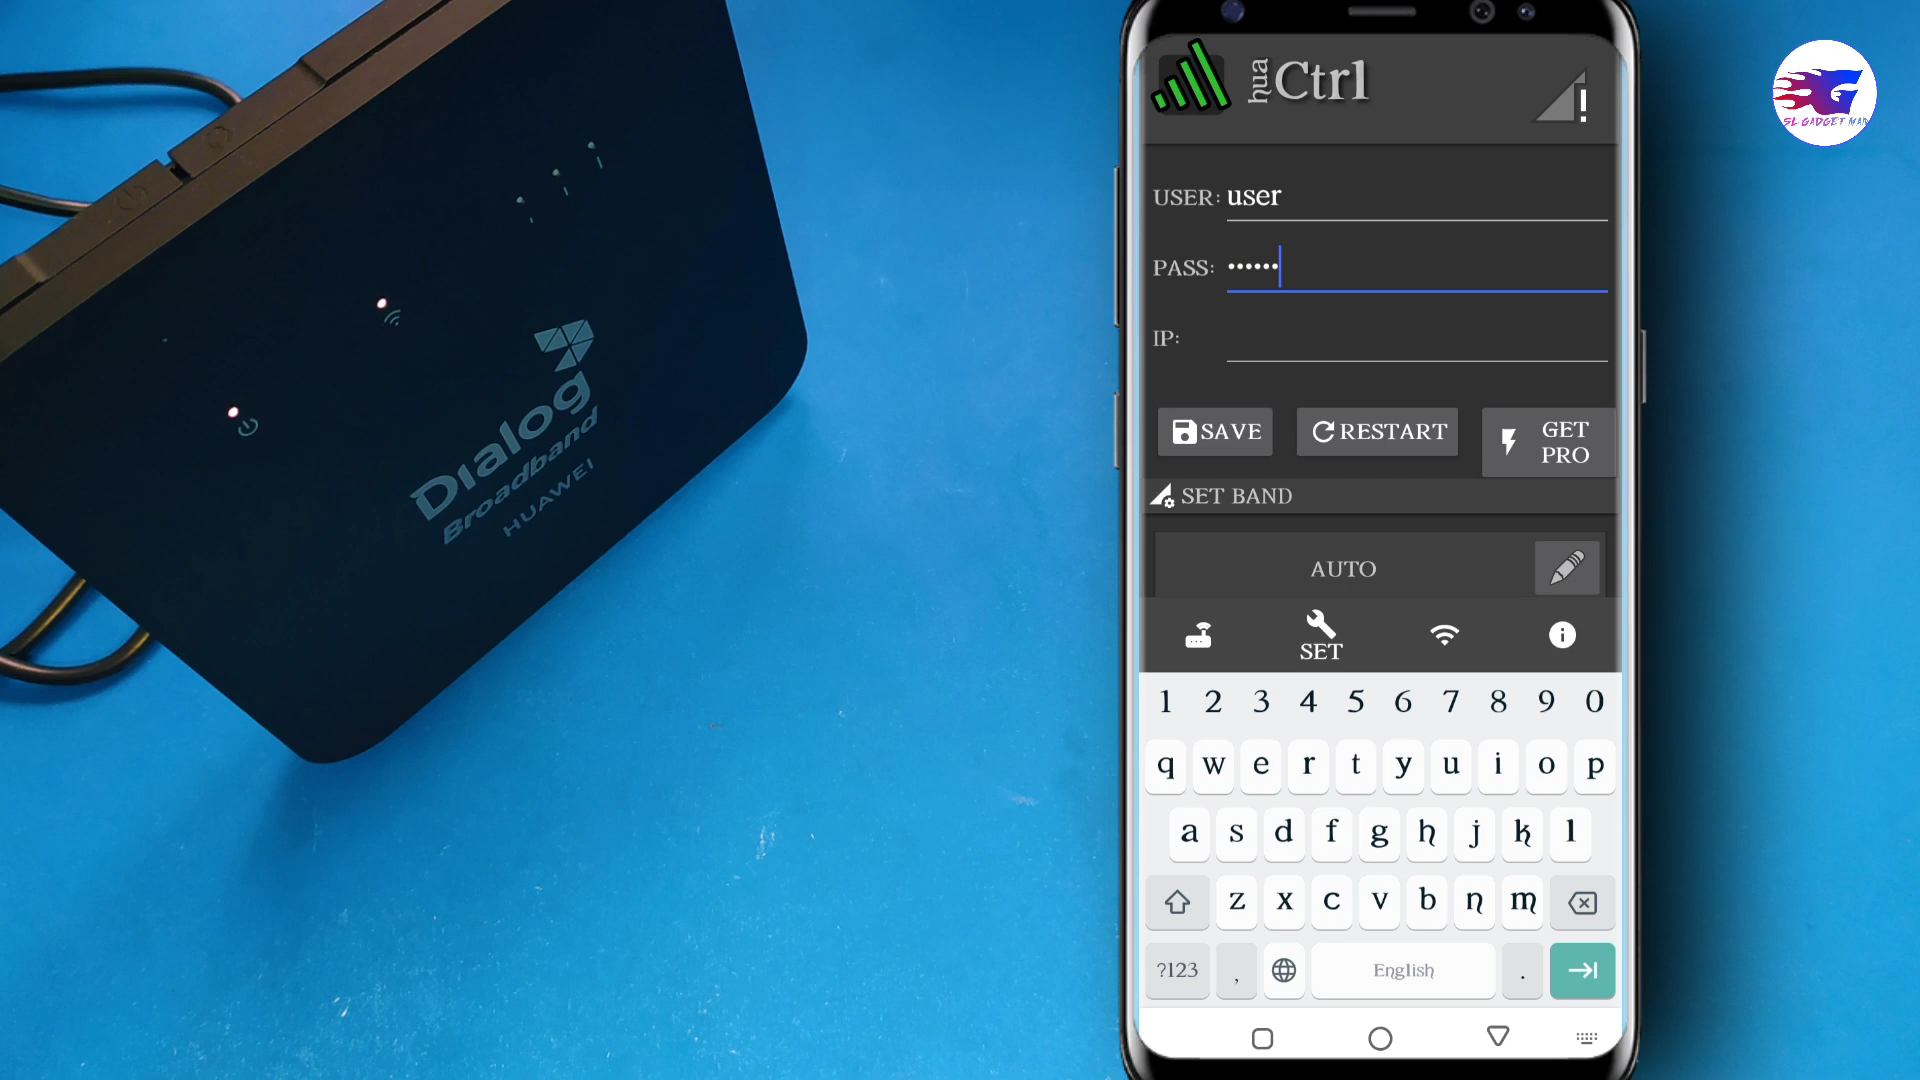 Dialog
Broadband
HUAWEI
hua
Ctrl
SL GADGET MAN
USER: user
PASS: ••••••
IP:
SAVE
RESTART
GET
PRO
SET BAND
AUTO
SET
1 2 3 4 5 6 7 8 9 0
q w e r t y u i o p
a s d f g h j k l
z x c v b n m
?123 , English .